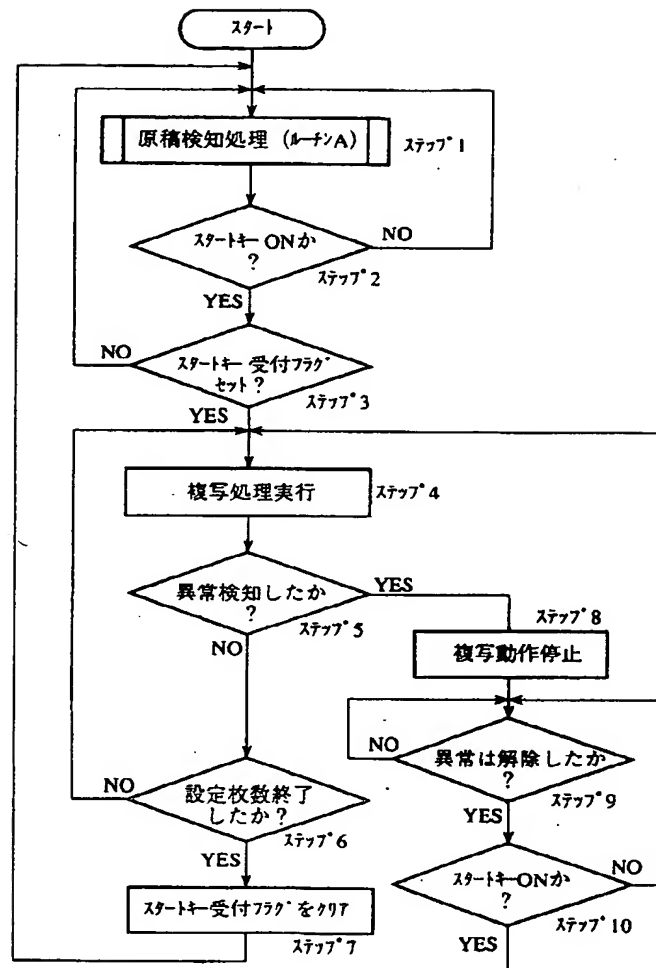 スタート
原稿検知処理 (ルーチンA)
ステップ1
スタートキー ONか
?
NO
ステップ2
YES
NO
スタートキー 受付フラグ
セット?
ステップ3
YES
複写処理実行
ステップ4
異常検知したか
?
YES
ステップ5
NO
ステップ8
複写動作停止
NO
異常は解除したか
?
ステップ9
YES
NO
設定枚数終了
したか?
ステップ6
YES
スタートキーONか
?
NO
ステップ10
YES
スタートキー受付フラグをクリア
ステップ7